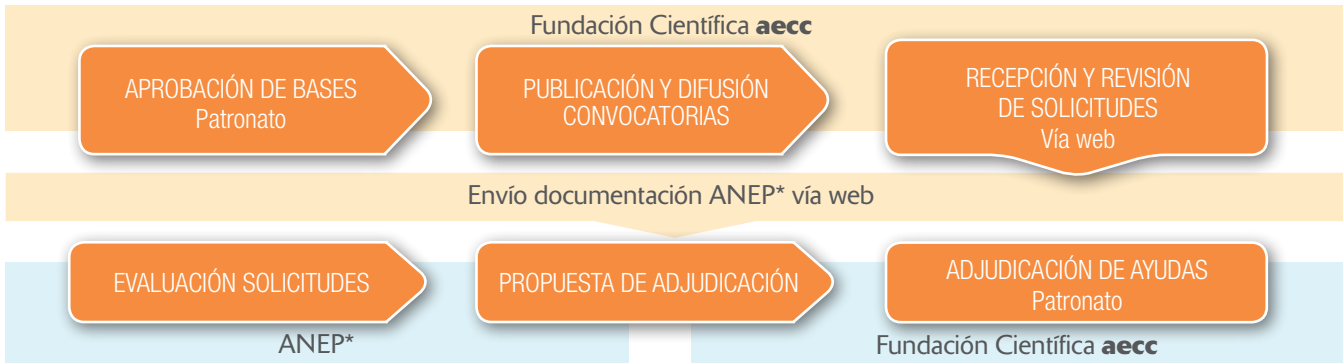 Fundación Científica aecc
APROBACIÓN DE BASES
Patronato
PUBLICACIÓN Y DIFUSIÓN
CONVOCATORIAS
RECEPCIÓN Y REVISIÓN
DE SOLICITUDES
Vía web
Envío documentación ANEP* vía web
EVALUACIÓN SOLICITUDES
PROPUESTA DE ADJUDICACIÓN
ADJUDICACIÓN DE AYUDAS
Patronato
ANEP*
Fundación Científica aecc